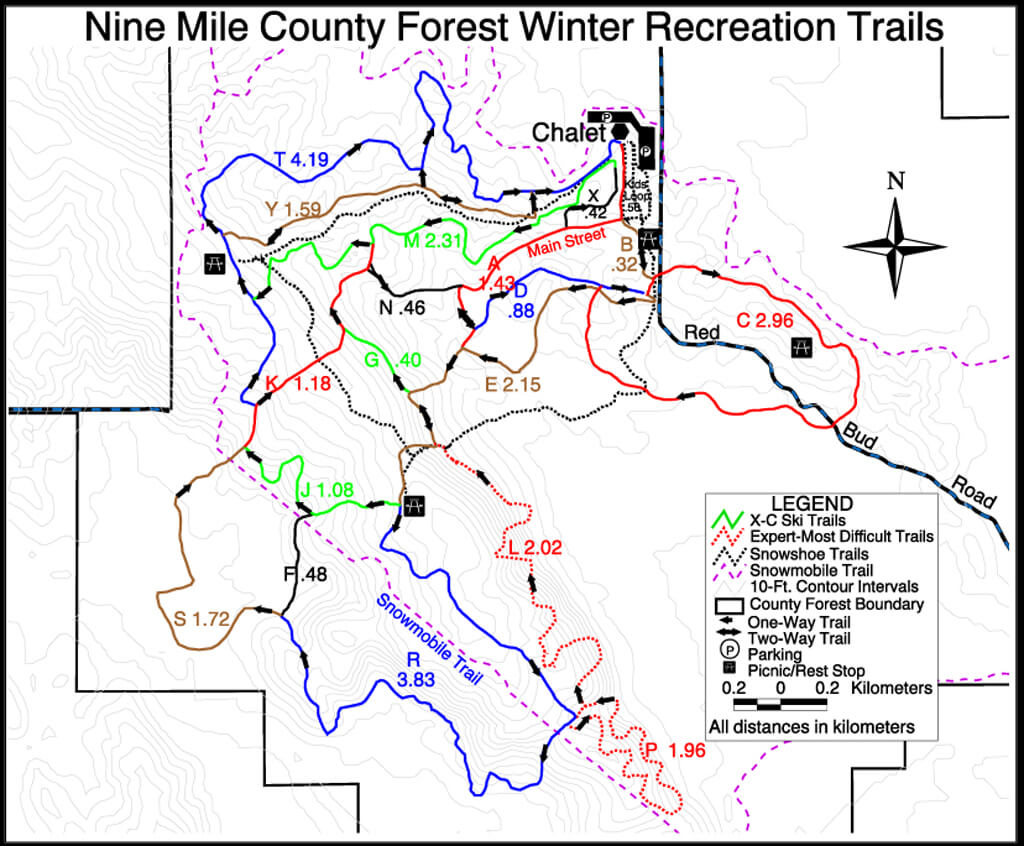 Nine Mile County Forest Winter Recreation Trails
P
Chalet
P
T 4.19
N
Kids
Loop
.58
X
.42
Y 1.59
M 2.31
Main Street
B
.32
A
1.43
D
.88
N .46
C 2.96
Red
G .40
K 1.18
E 2.15
Bud
Road
J 1.08
L 2.02
F .48
S 1.72
Snowmobile Trail
R
3.83
P 1.96
LEGEND
X-C Ski Trails
Expert-Most Difficult Trails
Snowshoe Trails
Snowmobile Trail
10-Ft. Contour Intervals
County Forest Boundary
One-Way Trail
Two-Way Trail
P Parking
Picnic/Rest Stop
0.2 0 0.2 Kilometers
All distances in kilometers